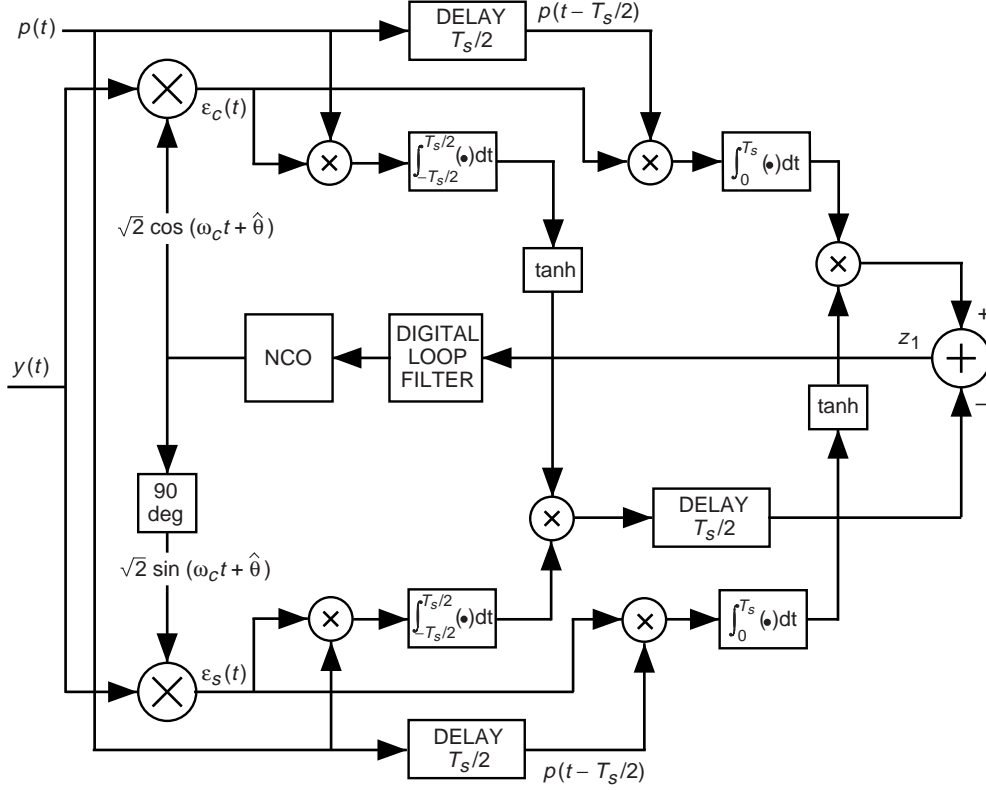 p(t)
DELAY
T_s/2
p(t – T_s/2)
ε_c(t)
×
∫_{–T_s/2}^{T_s/2} (•)dt
×
∫_0^{T_s} (•)dt
√2 cos (ω_c t + θ̂)
tanh
×
+
y(t)
NCO
DIGITAL
LOOP
FILTER
z_1
+
tanh
–
90
deg
×
DELAY
T_s/2
√2 sin (ω_c t + θ̂)
×
∫_{–T_s/2}^{T_s/2} (•)dt
×
∫_0^{T_s} (•)dt
ε_s(t)
DELAY
T_s/2
p(t – T_s/2)